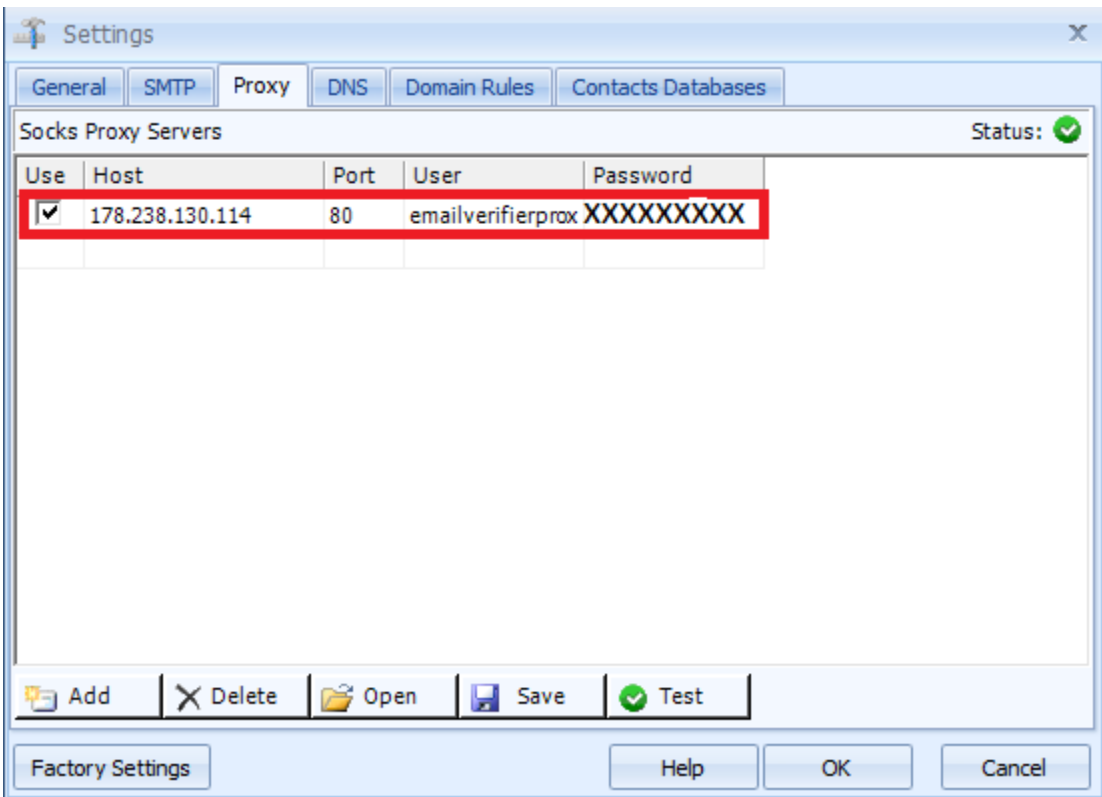 Settings
General SMTP Proxy DNS Domain Rules Contacts Databases
Socks Proxy Servers Status:
Use Host Port User Password
178.238.130.114 80 emailverifierprox XXXXXXXXX
Add Delete Open Save Test
Factory Settings Help OK Cancel